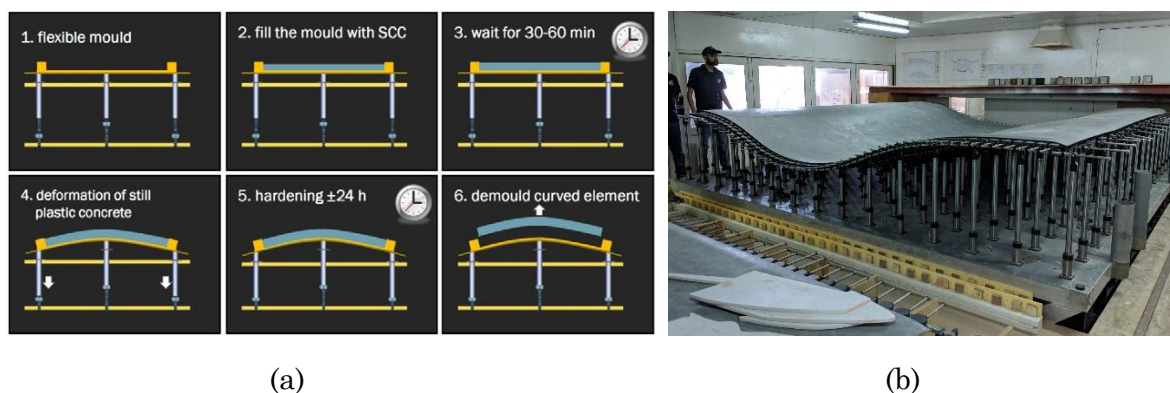 1. flexible mould
2. fill the mould with SCC
3. wait for 30-60 min
4. deformation of still
plastic concrete
5. hardening ±24 h
6. demould curved element
(a)
(b)